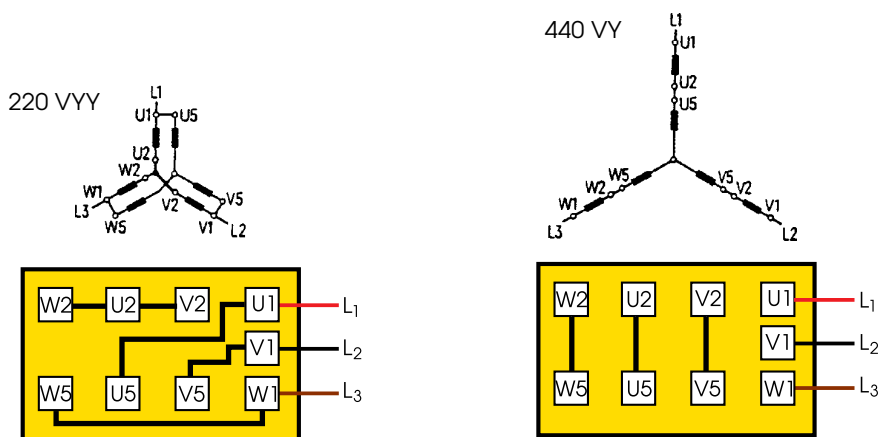 220 VYY
L1
U1 U5
U2
W2
W1
L3
W5
V2
V5
V1
L2
W2 U2 V2 U1 L1
V1 L2
W5 U5 V5 W1 L3
440 VY
L1
U1
U2
U5
W5
W2
W1
L3
V5
V2
V1
L2
W2 U2 V2 U1 L1
V1 L2
W5 U5 V5 W1 L3